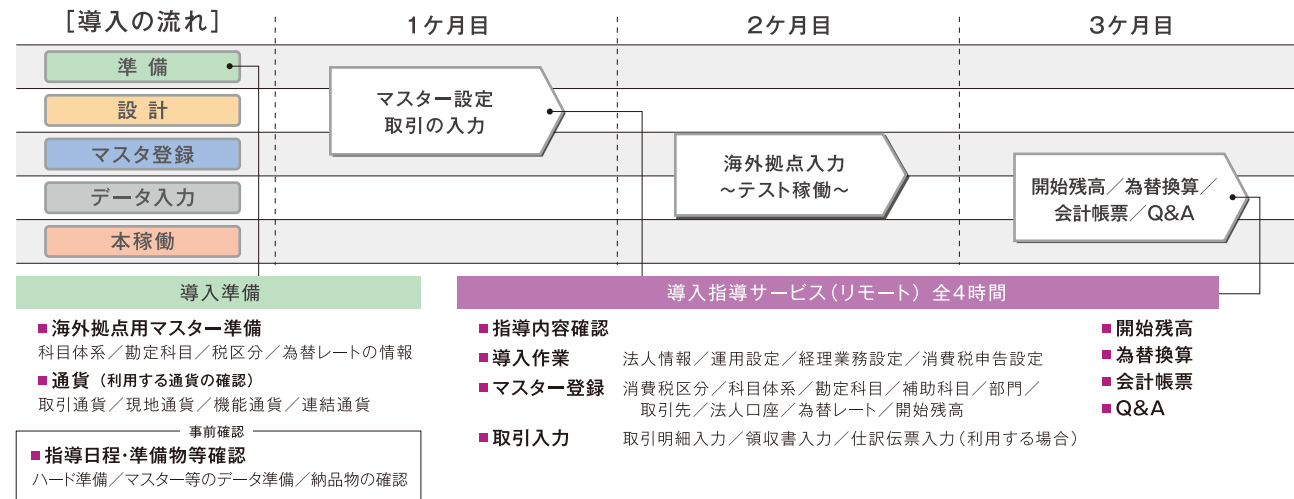 ［導入の流れ］
1ケ月目
2ケ月目
3ケ月目
準 備
設 計
マスタ登録
データ入力
本稼働
マスター設定
取引の入力
海外拠点入力
～テスト稼働～
開始残高／為替換算／
会計帳票／Q&A
導入準備
■海外拠点用マスター準備
科目体系／勘定科目／税区分／為替レートの情報
■通貨（利用する通貨の確認）
取引通貨／現地通貨／機能通貨／連結通貨
事前確認
■指導日程・準備物等確認
ハード準備／マスター等のデータ準備／納品物の確認
導入指導サービス（リモート） 全4時間
■指導内容確認
■導入作業 法人情報／運用設定／経理業務設定／消費税申告設定
■マスター登録 消費税区分／科目体系／勘定科目／補助科目／部門／
取引先／法人口座／為替レート／開始残高
■取引入力 取引明細入力／領収書入力／仕訳伝票入力（利用する場合）
■開始残高
■為替換算
■会計帳票
■Q&A